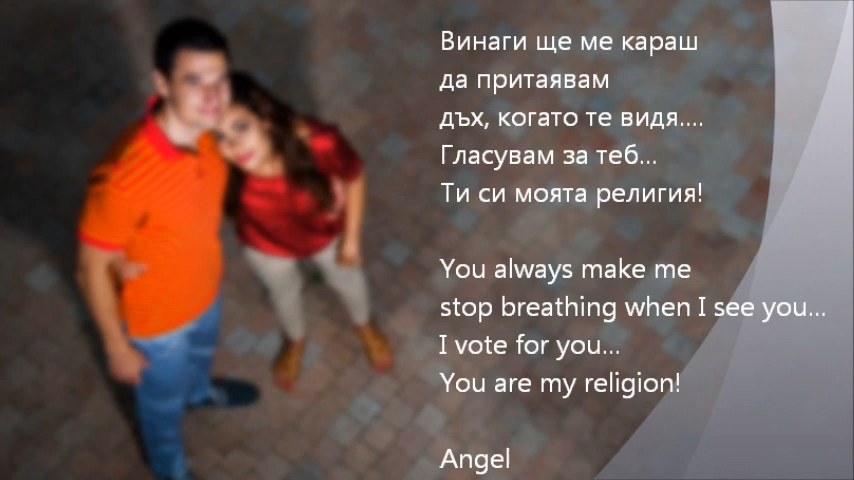 Винаги ще ме караш
да притаявам
дъх, когато те видя....
Гласувам за теб...
Ти си моята религия!
You always make me
stop breathing when I see you...
I vote for you...
You are my religion!
Angel